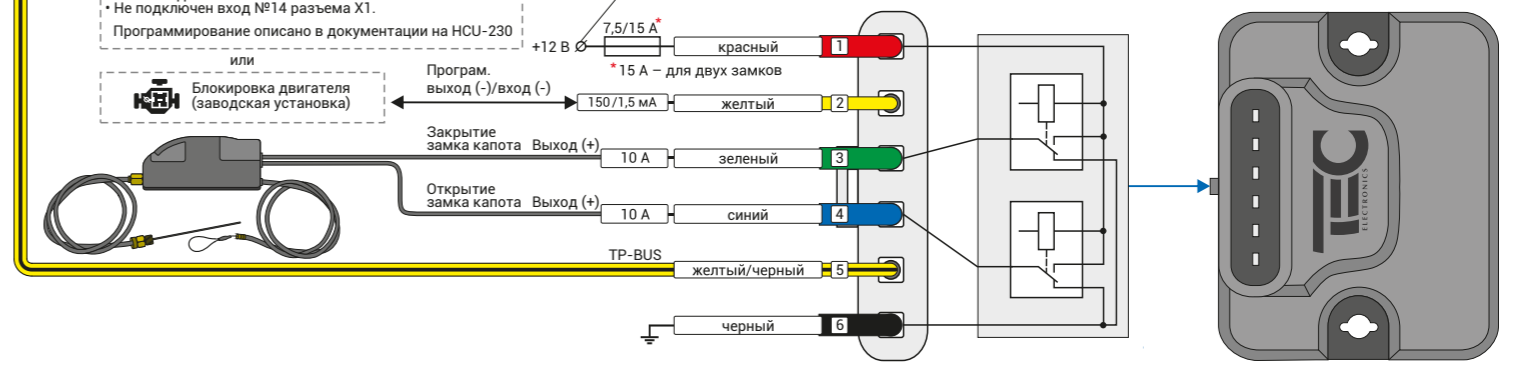 • Не подключен вход №14 разъема X1.
Программирование описано в документации на HCU-230
или
Блокировка двигателя
(заводская установка)
+12 В
7,5/15 А*
красный
1
*15 А – для двух замков
Програм.
выход (-)/вход (-)
150/1,5 мА
желтый
2
Закрытие
замка капота Выход (+)
10 А
зеленый
3
Открытие
замка капота Выход (+)
10 А
синий
4
TP-BUS
желтый/черный
5
черный
6
TEC
ELECTRONICS